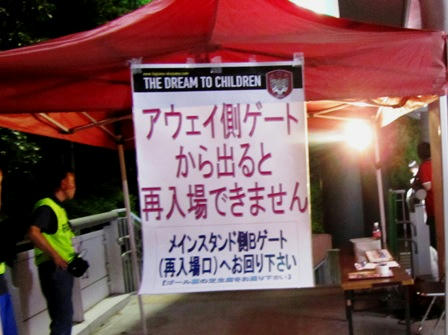 THE DREAM TO CHILDREN
アウェイ側ゲート
から出ると
再入場できません
メインスタンド側Bゲート
(再入場口)へお回り下さい